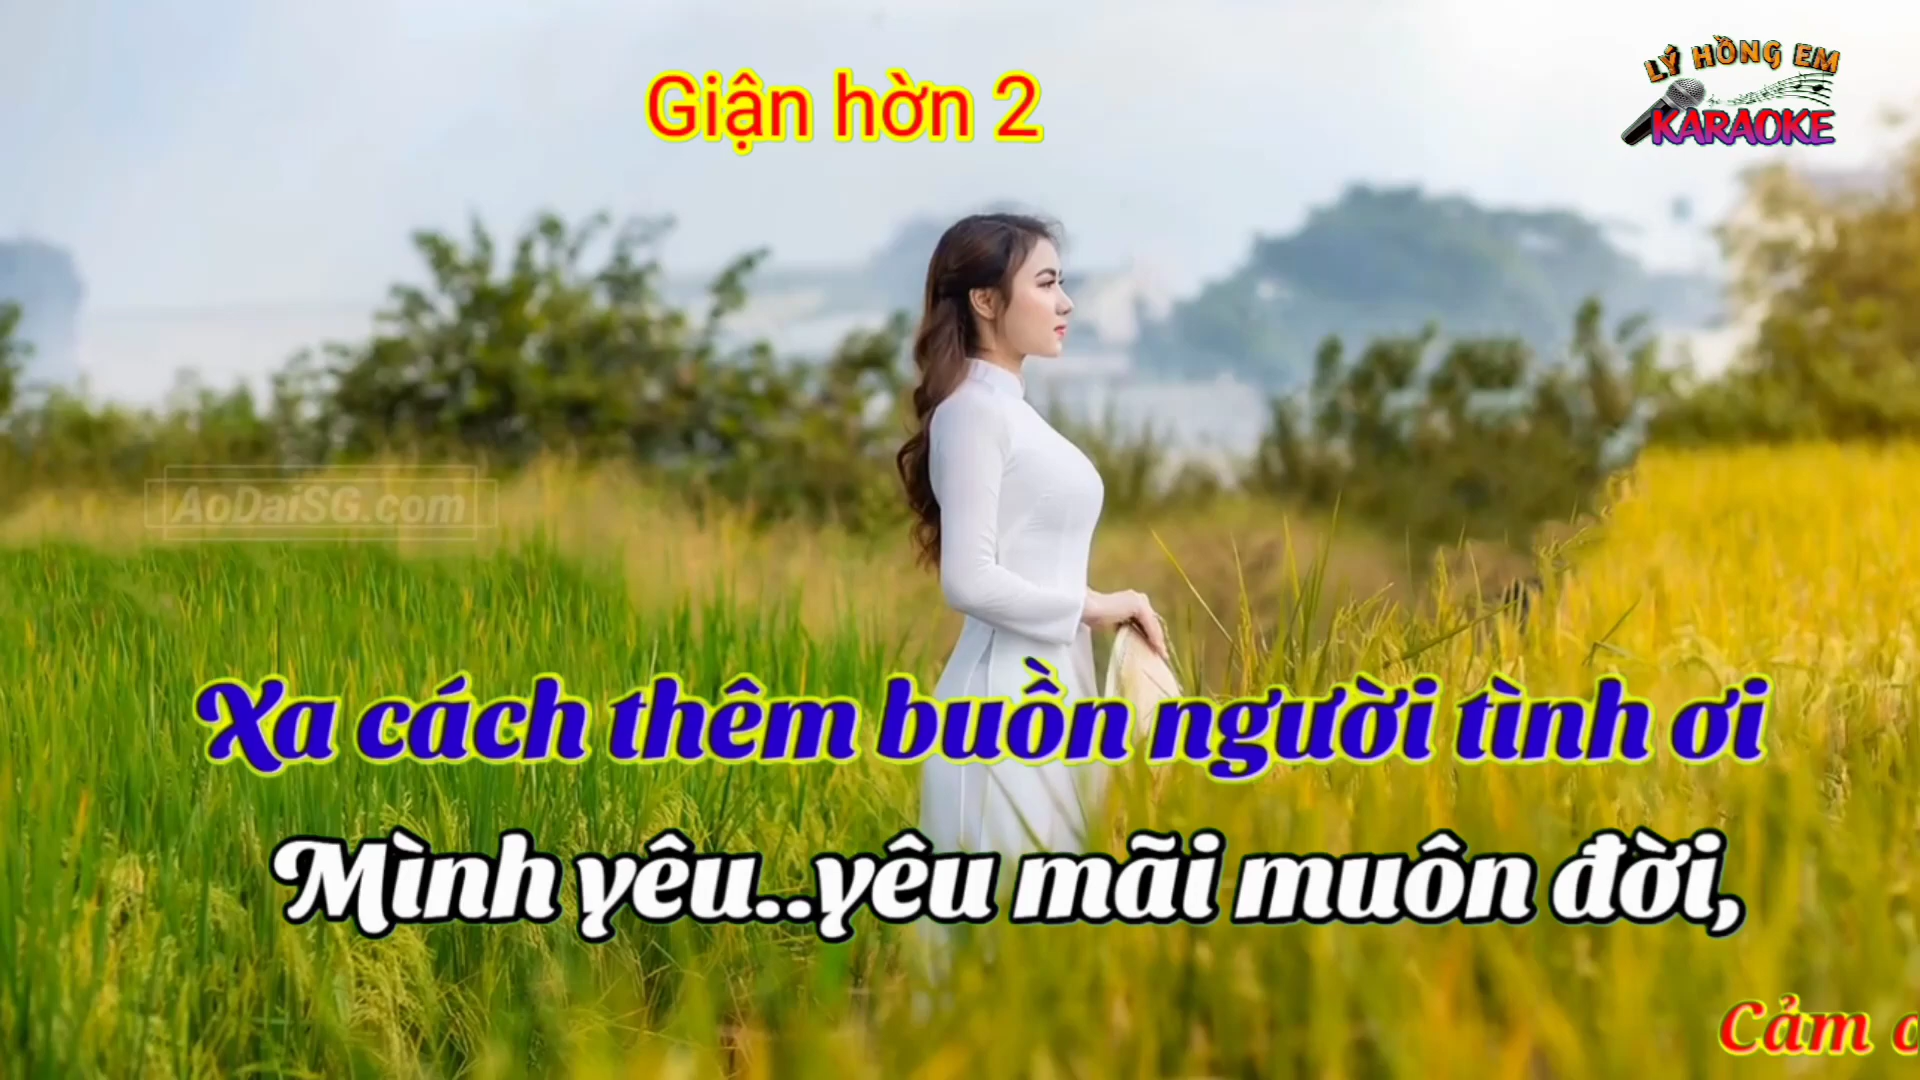 Giận hờn 2
LÝ HỒNG EM
KARAOKE
AoDaiSG.com
Xa cách thêm buồn người tình ơi
Mình yêu..yêu mãi muôn đời,
Cảm